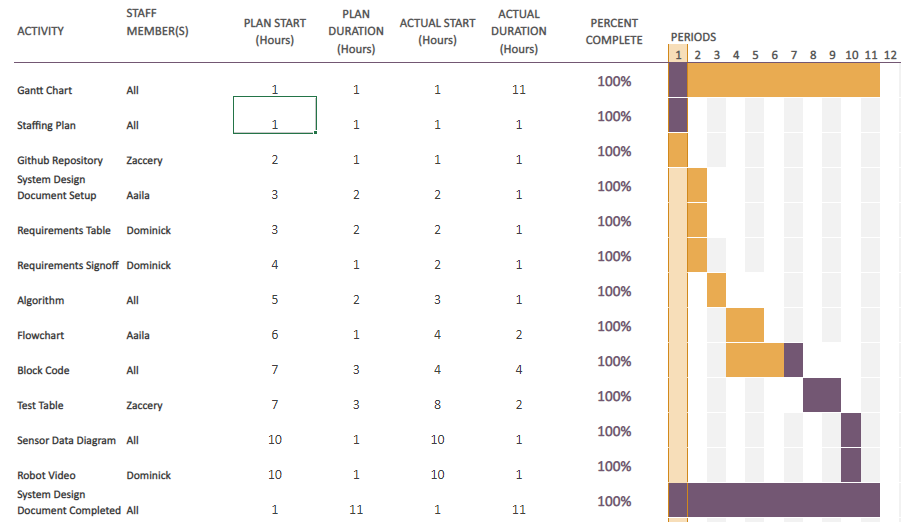 ACTIVITY STAFF MEMBER(S) PLAN START (Hours) PLAN DURATION (Hours) ACTUAL START (Hours) ACTUAL DURATION (Hours) PERCENT COMPLETE PERIODS
1 2 3 4 5 6 7 8 9 10 11 12
Gantt Chart All 1 1 1 11 100%
Staffing Plan All 1 1 1 1 100%
Github Repository Zaccery 2 1 1 1 100%
System Design
Document Setup Aaila 3 2 2 1 100%
Requirements Table Dominick 3 2 2 1 100%
Requirements Signoff Dominick 4 1 2 1 100%
Algorithm All 5 2 3 1 100%
Flowchart Aaila 6 1 4 2 100%
Block Code All 7 3 4 4 100%
Test Table Zaccery 7 3 8 2 100%
Sensor Data Diagram All 10 1 10 1 100%
Robot Video Dominick 10 1 10 1 100%
System Design
Document Completed All 1 11 1 11 100%